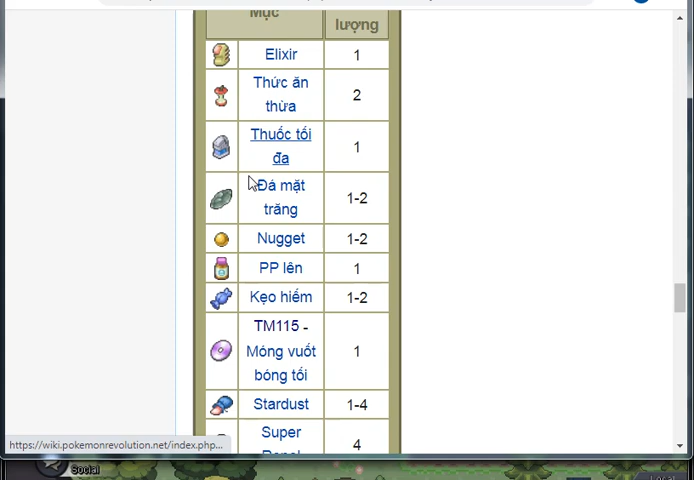 Mục
lượng
Elixir
1
Thức ăn
thừa
2
Thuốc tối
đa
1
Đá mặt
trăng
1-2
Nugget
1-2
PP lên
1
Kẹo hiếm
1-2
TM115 -
Móng vuốt
bóng tối
1
Stardust
1-4
Super
4
https://wiki.pokemonrevolution.net/index.php...
Social